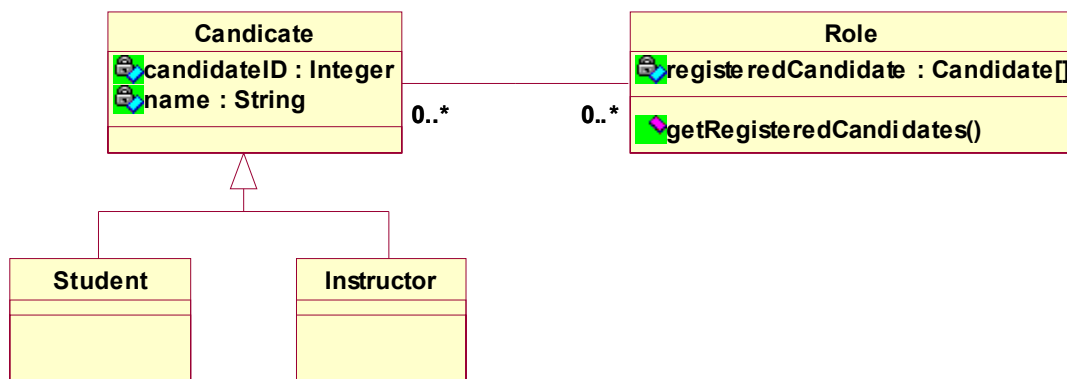 Candicate
candidateID : Integer
name : String
0..*
0..*
Role
registeredCandidate : Candidate[]
getRegisteredCandidates()
Student
Instructor